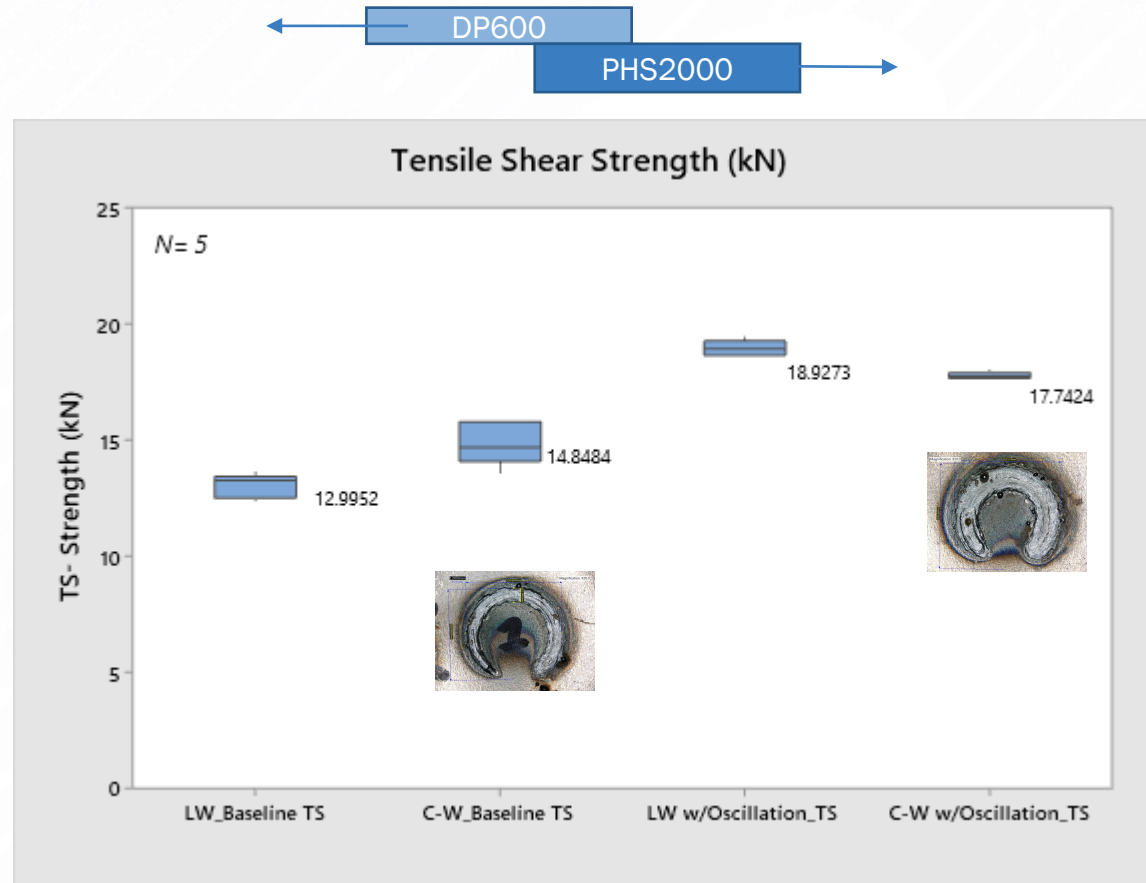 DP600
PHS2000
Tensile Shear Strength (kN)
N= 5
TS- Strength (kN)
25
20
15
10
5
0
12.9952
14.8484
18.9273
17.7424
LW_Baseline TS
C-W_Baseline TS
LW w/Oscillation_TS
C-W w/Oscillation_TS